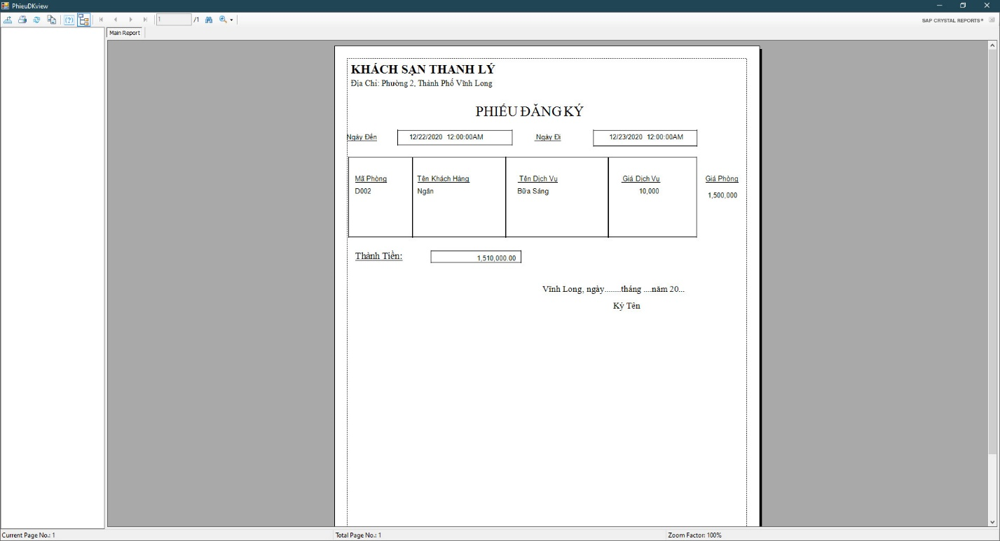 PhieuDKview
1 /1
SAP CRYSTAL REPORTS®
Main Report
KHÁCH SẠN THANH LÝ
Địa Chỉ: Phường 2, Thành Phố Vĩnh Long
PHIẾU ĐĂNG KÝ
Ngày Đến 12/22/2020 12:00:00AM Ngày Đi 12/23/2020 12:00:00AM
Mã Phòng Tên Khách Hàng Tên Dịch Vụ Giá Dịch Vụ Giá Phòng
D002 Ngân Bữa Sáng 10,000 1,500,000
Thành Tiền: 1,510,000.00
Vĩnh Long, ngày........tháng ....năm 20...
Ký Tên
Current Page No.: 1 Total Page No.: 1 Zoom Factor: 100%